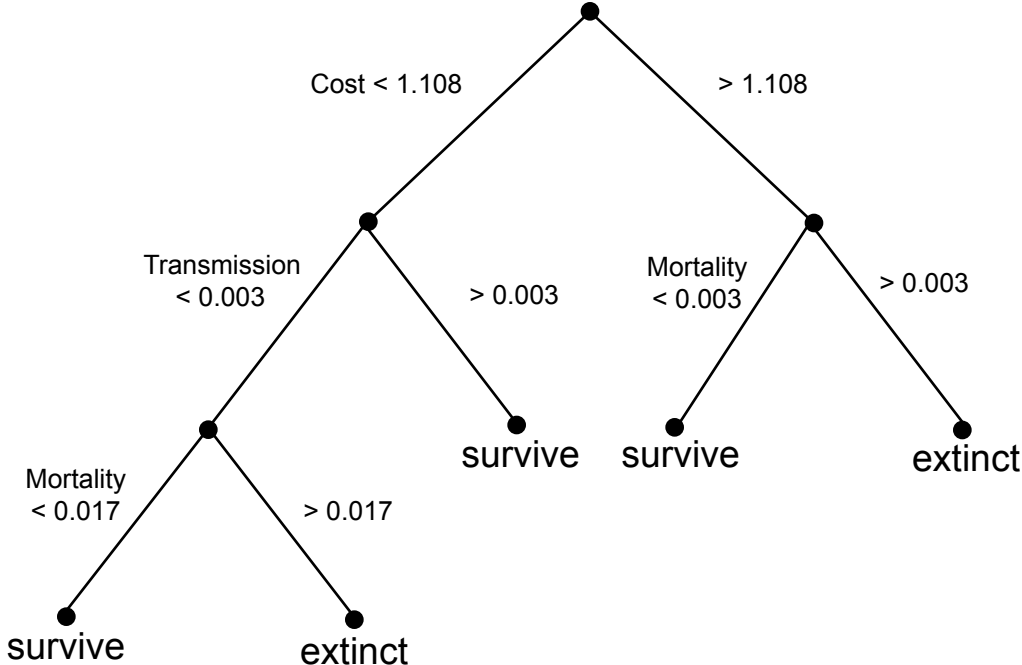 Cost < 1.108
> 1.108
Transmission
< 0.003
> 0.003
Mortality
< 0.003
> 0.003
survive
survive
extinct
Mortality
< 0.017
> 0.017
survive
extinct